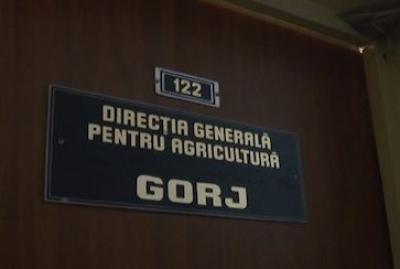 122
DIRECȚIA GENERALĂ
PENTRU AGRICULTURĂ
GORJ